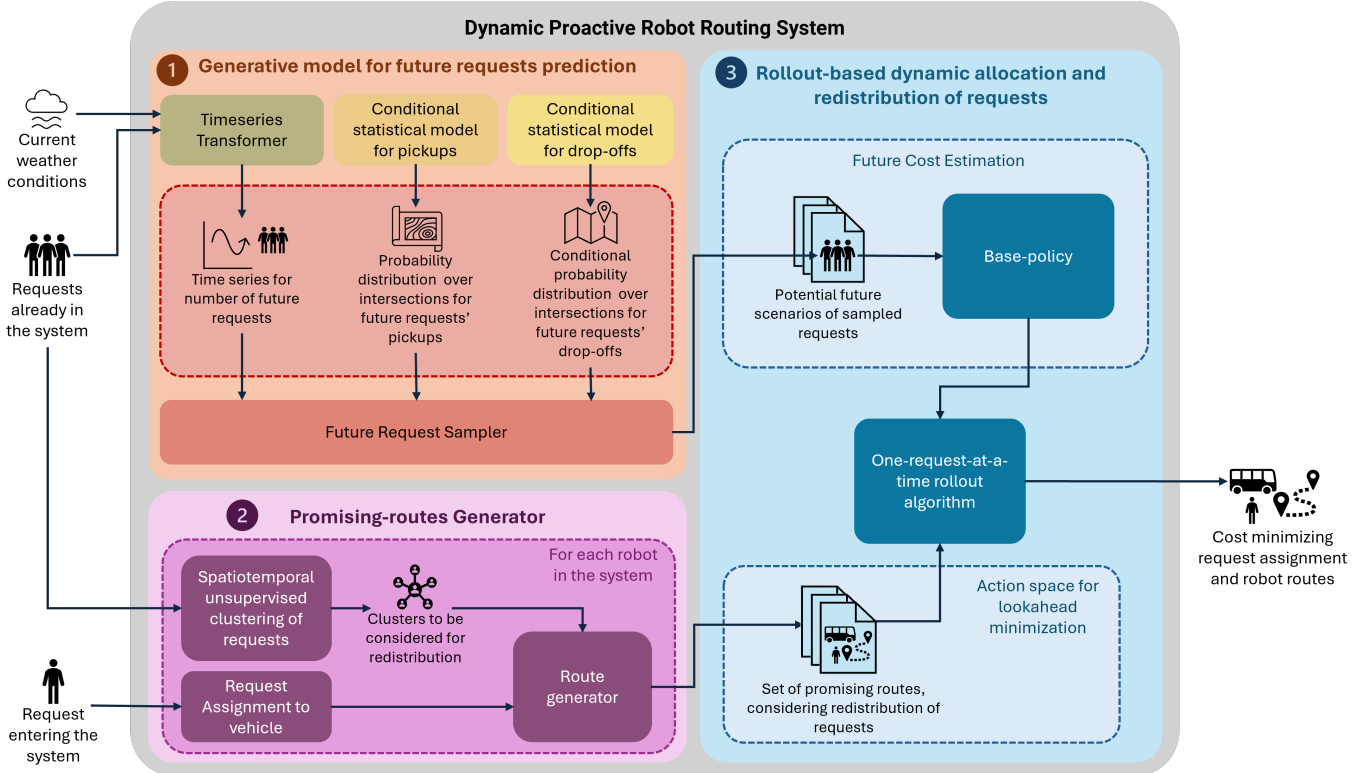 Dynamic Proactive Robot Routing System
1
Generative model for future requests prediction
Timeseries
Transformer
Conditional
statistical model
for pickups
Conditional
statistical model
for drop-offs
Current
weather
conditions
Requests
already in
the system
Time series for
number of future
requests
Probability
distribution over
intersections for
future requests’
pickups
Conditional
probability
distribution over
intersections for
future requests’
drop-offs
Future Request Sampler
2
Promising-routes Generator
For each robot
in the system
Spatiotemporal
unsupervised
clustering of
requests
Clusters to be
considered for
redistribution
Request
Assignment to
vehicle
Route
generator
Request
entering the
system
3
Rollout-based dynamic allocation and
redistribution of requests
Future Cost Estimation
Potential future
scenarios of sampled
requests
Base-policy
One-request-at-a-
time rollout
algorithm
Action space for
lookahead
minimization
Set of promising routes,
considering redistribution of
requests
Cost minimizing
request assignment
and robot routes